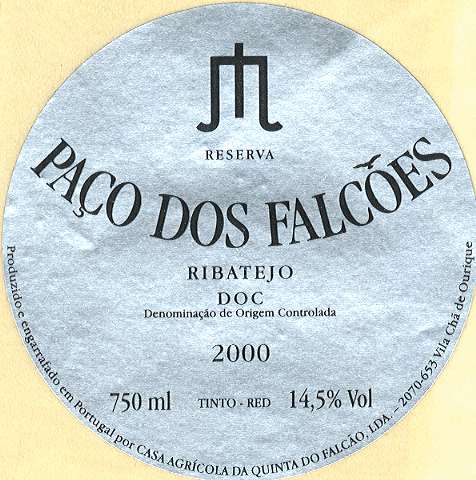 RESERVA
PAÇO DOS FALCÕES
RIBATEJO
DOC
Denominação de Origem Controlada
2000
750 ml TINTO - RED 14,5% Vol
Produzido e engarrafado em Portugal por CASA AGRÍCOLA DA QUINTA DO FALCÃO, LDA. – 2070-653 Vila Chã de Ourique